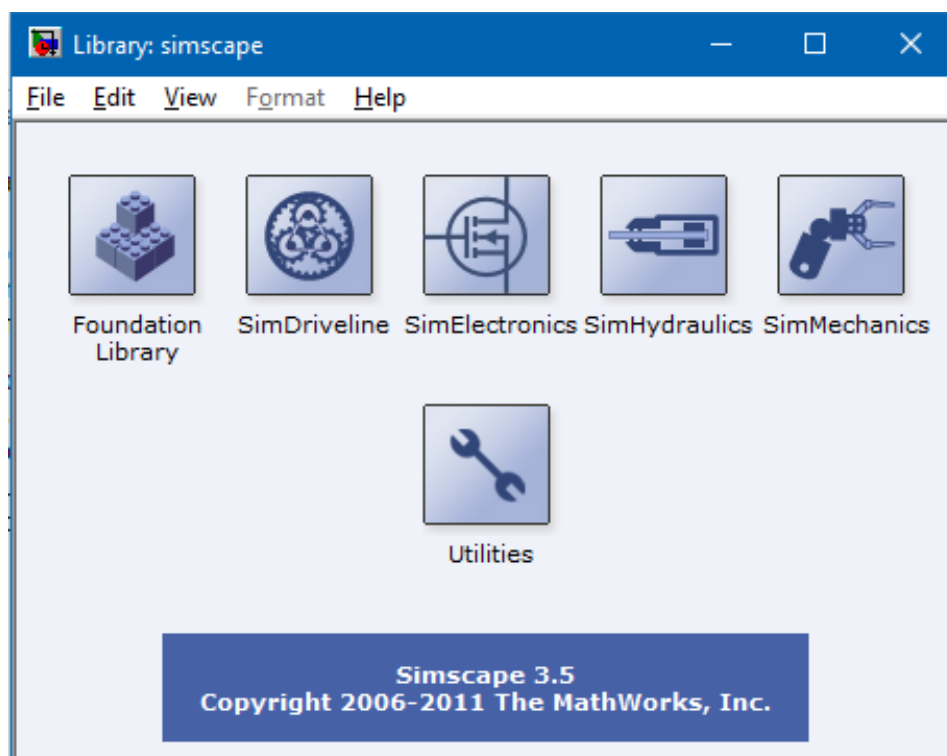 Library: simscape
File Edit View Format Help
Foundation Library
SimDriveline
SimElectronics
SimHydraulics
SimMechanics
Utilities
Simscape 3.5
Copyright 2006-2011 The MathWorks, Inc.